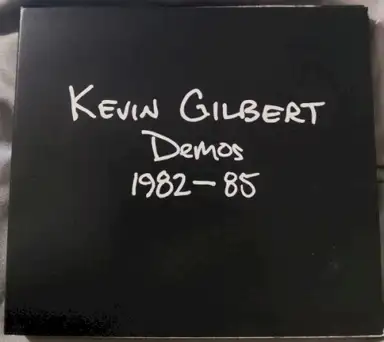 KEVIN GILBERT
Demos
1982-85